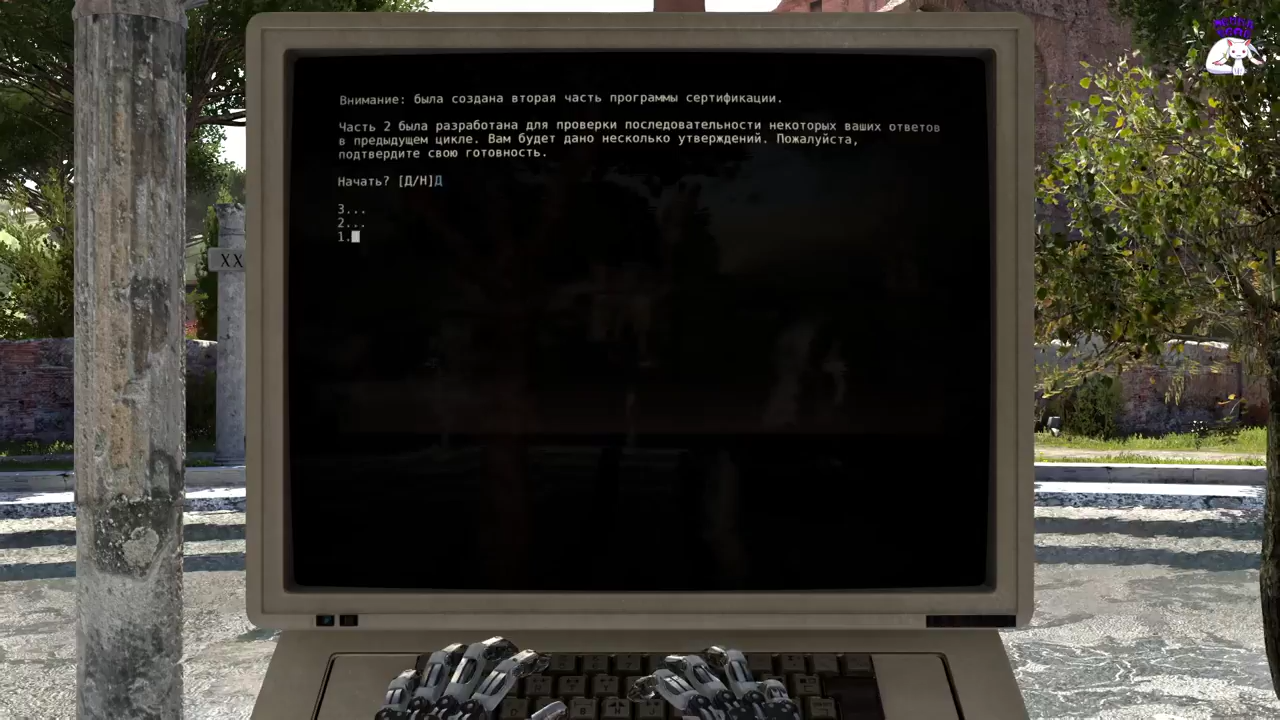 Внимание: была создана вторая часть программы сертификации.
Часть 2 была разработана для проверки последовательности некоторых ваших ответов
в предыдущем цикле. Вам будет дано несколько утверждений. Пожалуйста,
подтвердите свою готовность.
Начать? [Д/Н]Д
3...
2...
1.
XX